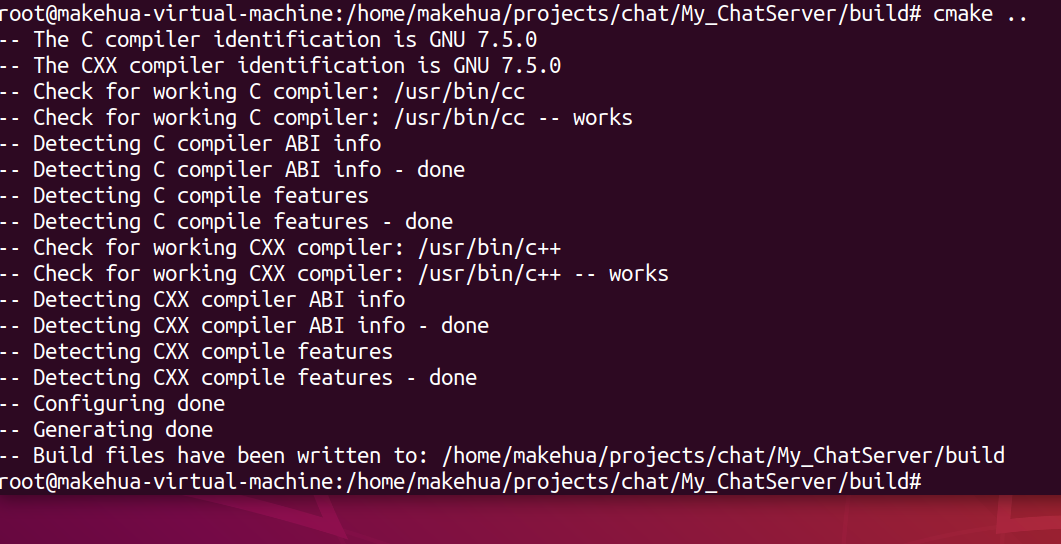 root@makehua-virtual-machine:/home/makehua/projects/chat/My_ChatServer/build# cmake ..
-- The C compiler identification is GNU 7.5.0
-- The CXX compiler identification is GNU 7.5.0
-- Check for working C compiler: /usr/bin/cc
-- Check for working C compiler: /usr/bin/cc -- works
-- Detecting C compiler ABI info
-- Detecting C compiler ABI info - done
-- Detecting C compile features
-- Detecting C compile features - done
-- Check for working CXX compiler: /usr/bin/c++
-- Check for working CXX compiler: /usr/bin/c++ -- works
-- Detecting CXX compiler ABI info
-- Detecting CXX compiler ABI info - done
-- Detecting CXX compile features
-- Detecting CXX compile features - done
-- Configuring done
-- Generating done
-- Build files have been written to: /home/makehua/projects/chat/My_ChatServer/build
root@makehua-virtual-machine:/home/makehua/projects/chat/My_ChatServer/build#